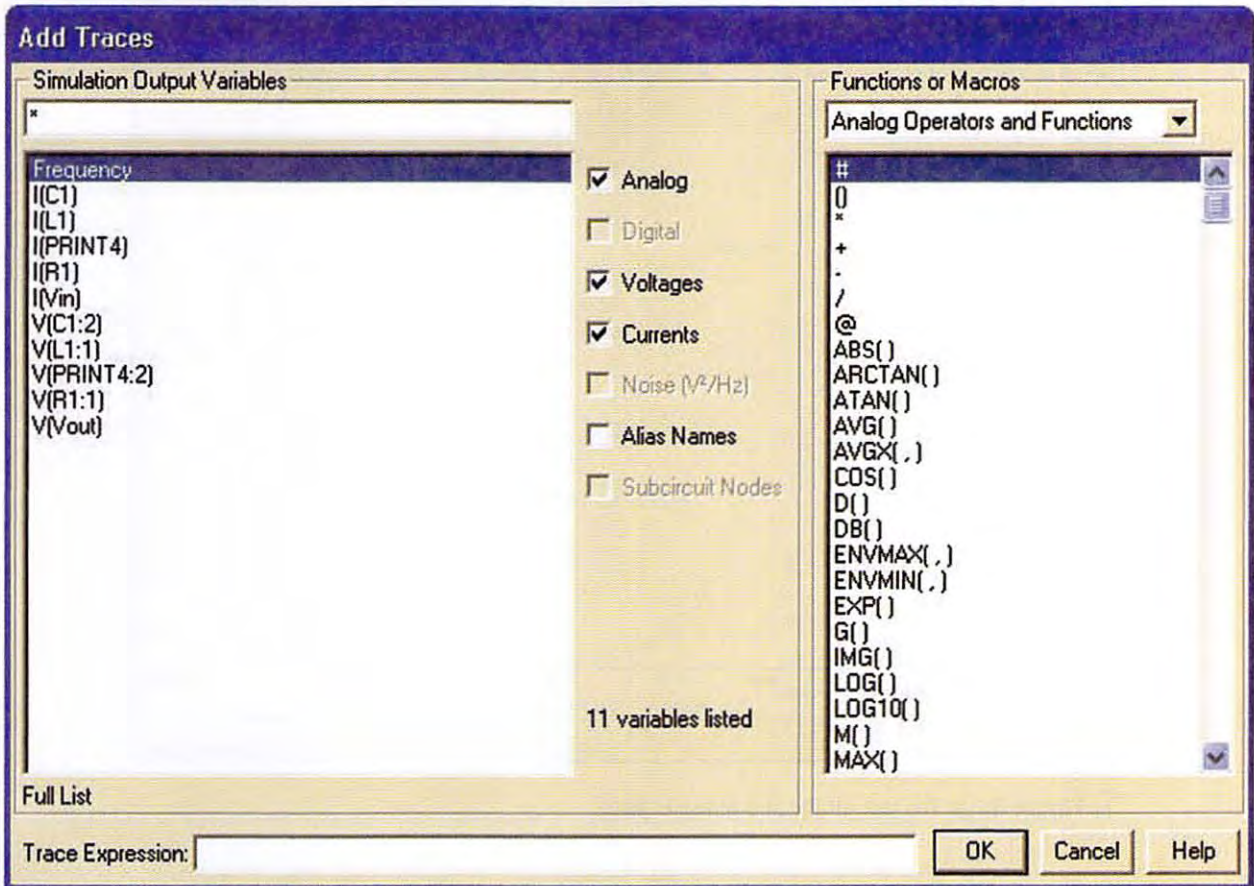 Add Traces
Simulation Output Variables
*
Frequency
I(C1)
I(L1)
I(PRINT4)
I(R1)
I(Vin)
V(C1:2)
V(L1:1)
V(PRINT4:2)
V(R1:1)
V(Vout)
Full List
Analog
Digital
Voltages
Currents
Noise (V²/Hz)
Alias Names
Subcircuit Nodes
11 variables listed
Functions or Macros
Analog Operators and Functions
#
()
*
+
-
/
@
ABS( )
ARCTAN( )
ATAN( )
AVG( )
AVGX( , )
COS( )
D( )
DB( )
ENVMAX( , )
ENVMIN( , )
EXP( )
G( )
IMG( )
LOG( )
LOG10( )
M( )
MAX( )
Trace Expression:
OK Cancel Help